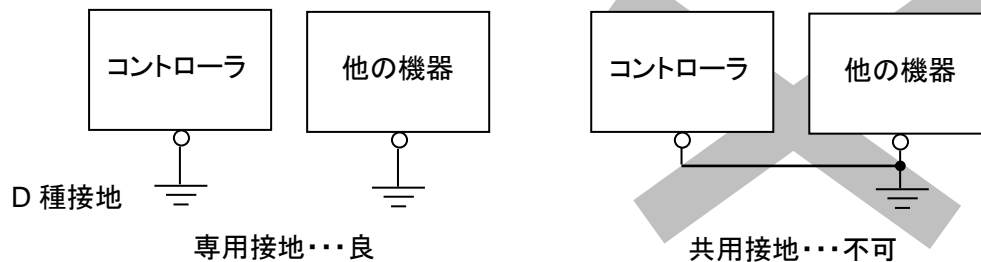 コントローラ
他の機器
コントローラ
他の機器
D 種接地
専用接地･･･良
共用接地･･･不可